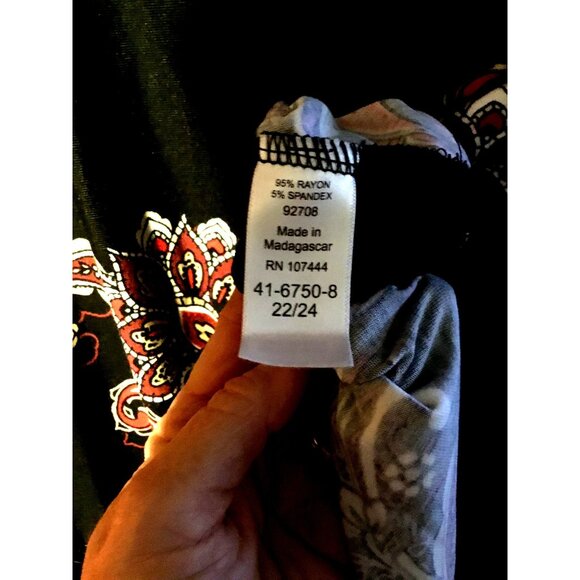 95% RAYON
5% SPANDEX
92708
Made in
Madagascar
RN 107444
41-6750-8
22/24